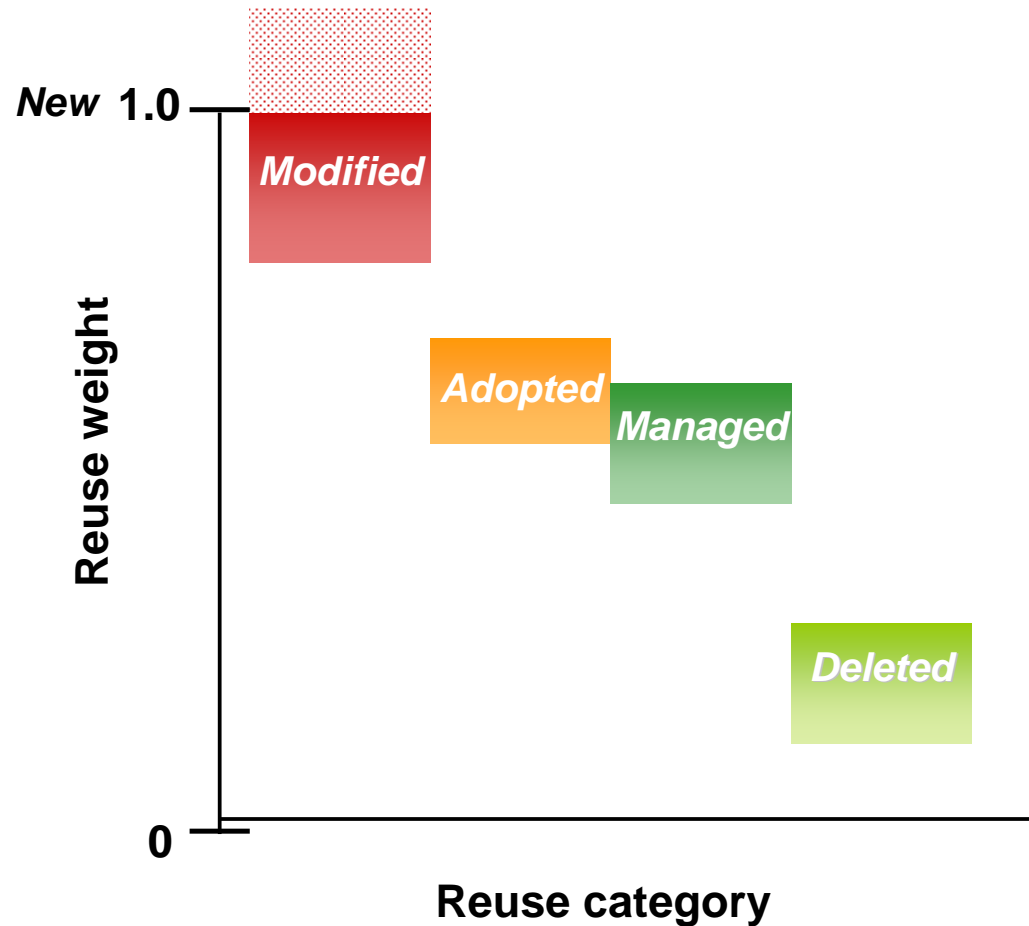 New 1.0
Modified
Adopted
Managed
Deleted
Reuse weight
0
Reuse category